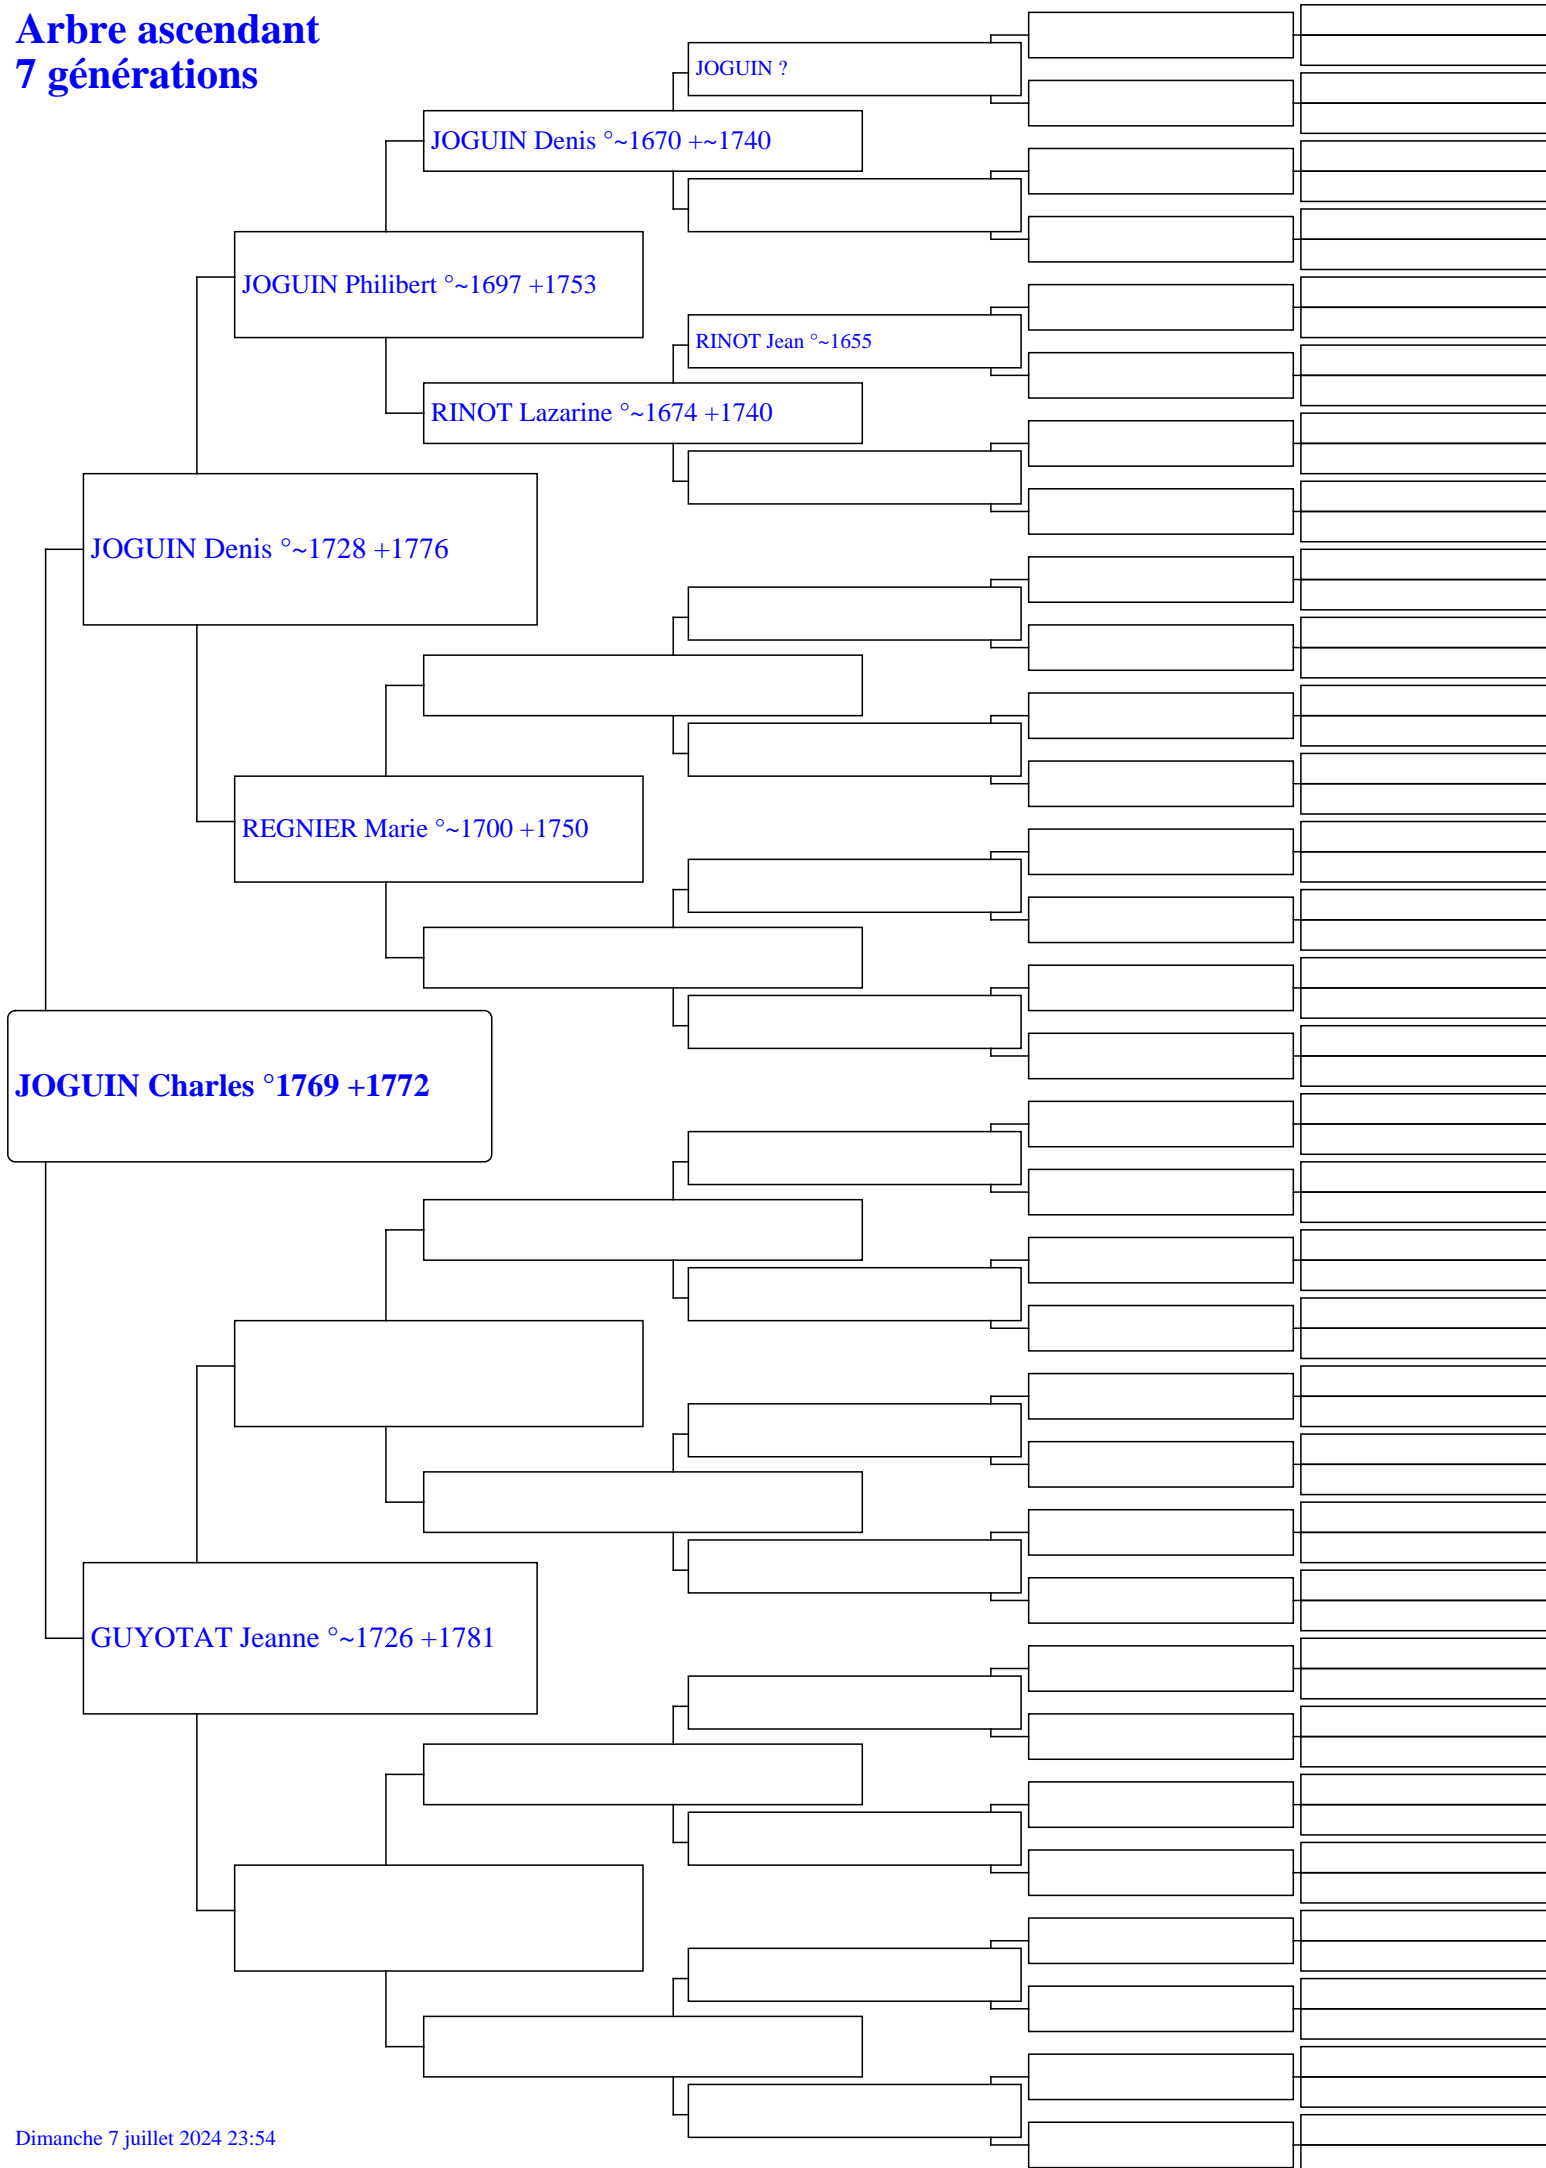 Arbre ascendant
7 générations
JOGUIN ?
JOGUIN Denis °~1670 +~1740
JOGUIN Philibert °~1697 +1753
RINOT Jean °~1655
RINOT Lazarine °~1674 +1740
JOGUIN Denis °~1728 +1776
REGNIER Marie °~1700 +1750
JOGUIN Charles °1769 +1772
GUYOTAT Jeanne °~1726 +1781
Dimanche 7 juillet 2024 23:54